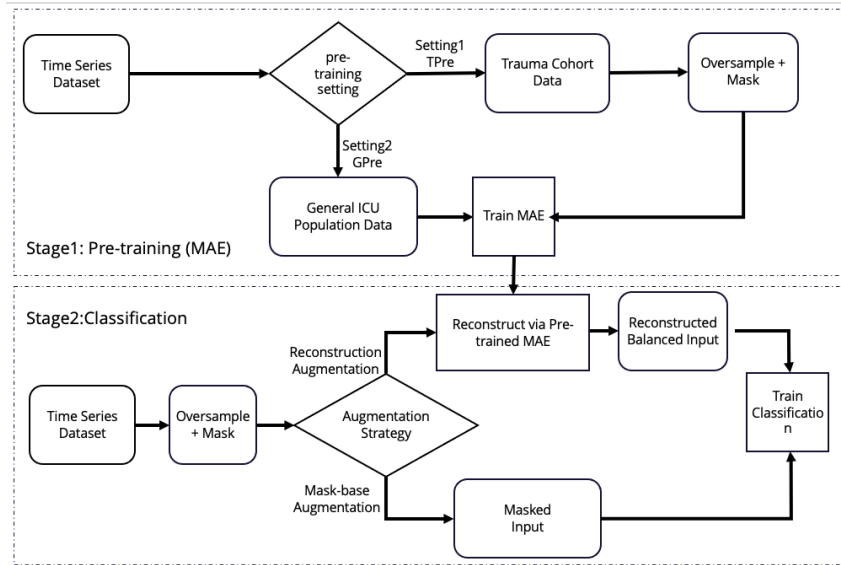 Time Series
Dataset
pre-
training
setting
Setting1
TPre
Trauma Cohort
Data
Oversample +
Mask
Setting2
GPre
General ICU
Population Data
Train MAE
Stage1: Pre-training (MAE)
Stage2:Classification
Reconstruct via Pre-
trained MAE
Reconstructed
Balanced Input
Reconstruction
Augmentation
Time Series
Dataset
Oversample
+ Mask
Augmentation
Strategy
Train
Classificatio
n
Mask-base
Augmentation
Masked
Input